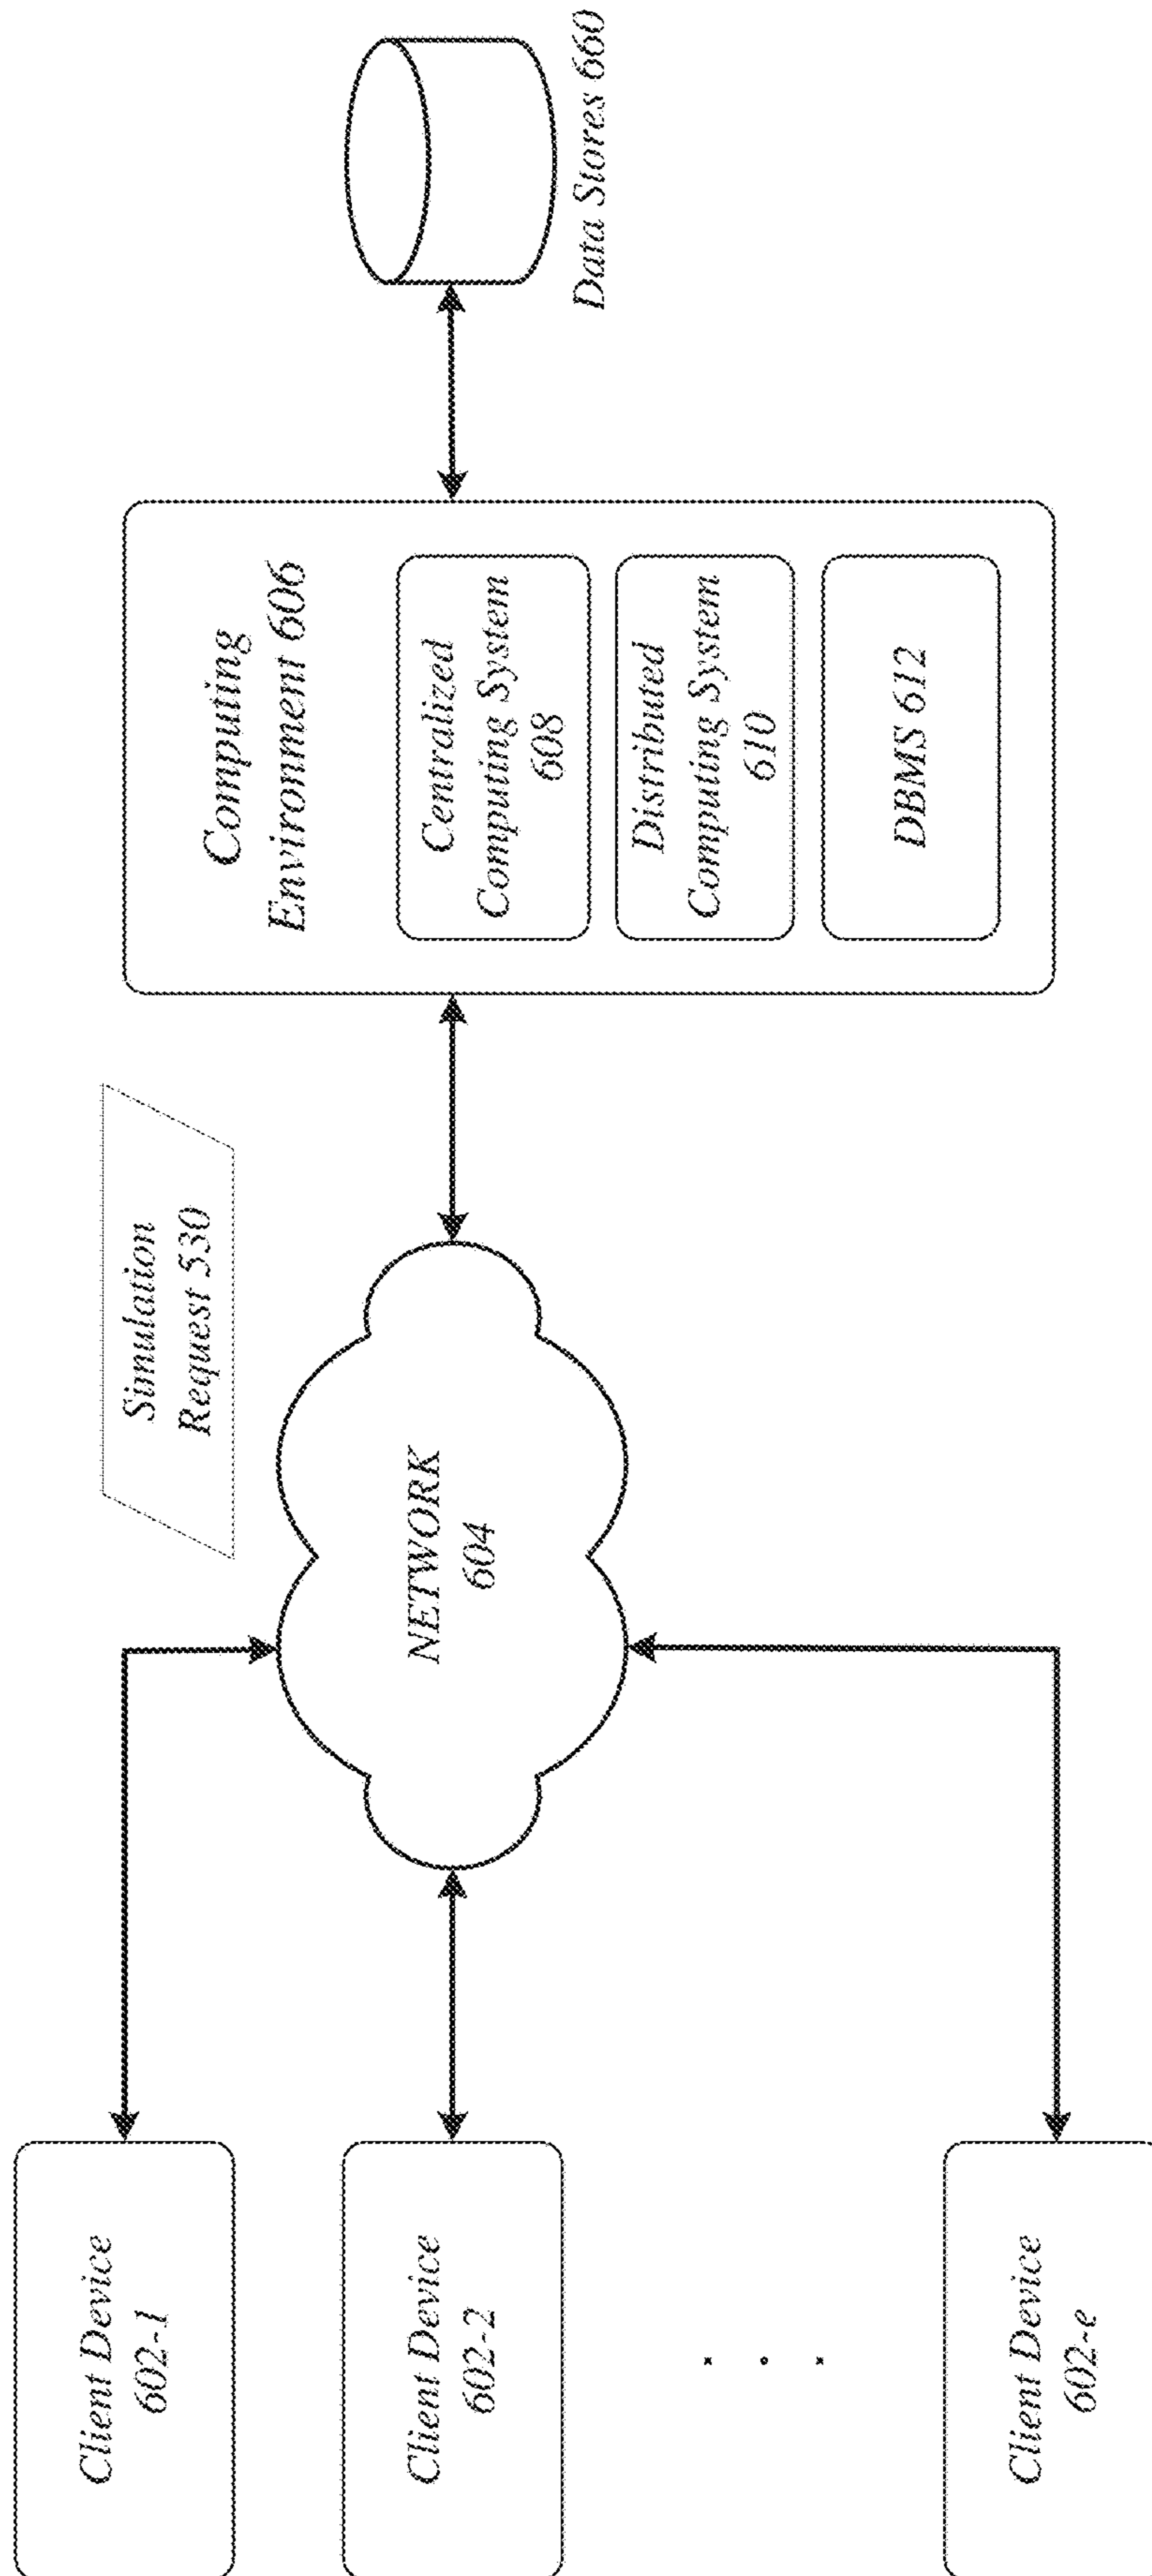 Client Device
602-1
Client Device
602-2
Client Device
602-e
NETWORK
604
Simulation
Request 530
Computing
Environment 606
Centralized
Computing System
608
Distributed
Computing System
610
DBMS 612
Data Stores 660